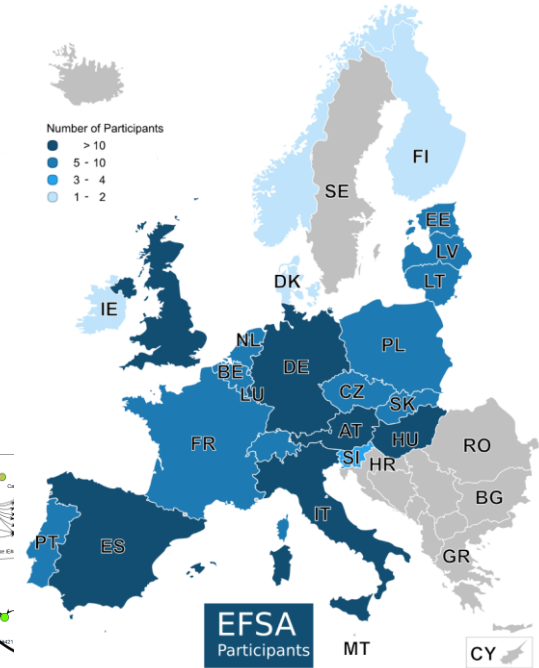 Number of Participants
> 10
5 - 10
3 - 4
1 - 2
FI
SE
EE
LV
LT
DK
IE
NL
PL
DE
BE
LU
CZ
SK
FR
AT
HU
SI
HR
RO
BG
IT
PT
ES
GR
EFSA
Participants
MT
CY